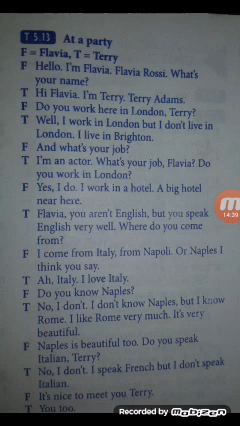 T 5.13 At a party
F = Flavia, T = Terry
F Hello. I'm Flavia. Flavia Rossi. What's
your name?
T Hi Flavia. I'm Terry. Terry Adams.
F Do you work here in London, Terry?
T Well, I work in London but I don't live in
London. I live in Brighton.
F And what's your job?
T I'm an actor. What's your job, Flavia? Do
you work in London?
F Yes, I do. I work in a hotel. A big hotel
near here.
T Flavia, you aren't English, but you speak
English very well. Where do you come
from?
F I come from Italy, from Napoli. Or Naples I
think you say.
T Ah, Italy. I love Italy.
F Do you know Naples?
T No, I don't. I don't know Naples, but I know
Rome. I like Rome very much. It's very
beautiful.
F Naples is beautiful too. Do you speak
Italian, Terry?
T No, I don't. I speak French but I don't speak
Italian.
F It's nice to meet you Terry.
T You too.
14:39
Recorded by mobizen